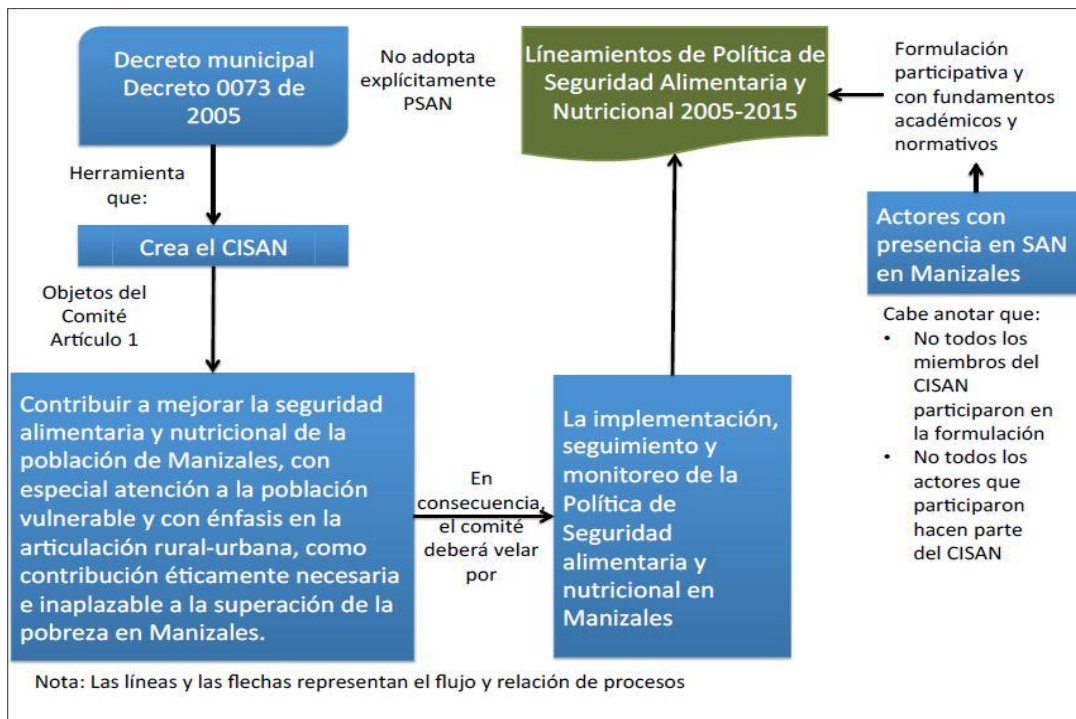 Decreto municipal
Decreto 0073 de
2005
No adopta
explícitamente
PSAN
Líneamientos de Política de
Seguridad Alimentaria y
Nutricional 2005-2015
Formulación
participativa y
con fundamentos
académicos y
normativos
Herramienta
que:
Crea el CISAN
Actores con
presencia en SAN
en Manizales
Objetos del
Comité
Artículo 1
Cabe anotar que:
• No todos los
miembros del
CISAN
participaron en
la formulación
• No todos los
actores que
participaron
hacen parte
del CISAN
Contribuir a mejorar la seguridad
alimentaria y nutricional de la
población de Manizales, con
especial atención a la población
vulnerable y con énfasis en la
articulación rural-urbana, como
contribución éticamente necesaria
e inaplazable a la superación de la
pobreza en Manizales.
En
consecuencia,
el comité
deberá velar
por
La implementación,
seguimiento y
monitoreo de la
Política de
Seguridad
alimentaria y
nutricional en
Manizales
Nota: Las líneas y las flechas representan el flujo y relación de procesos